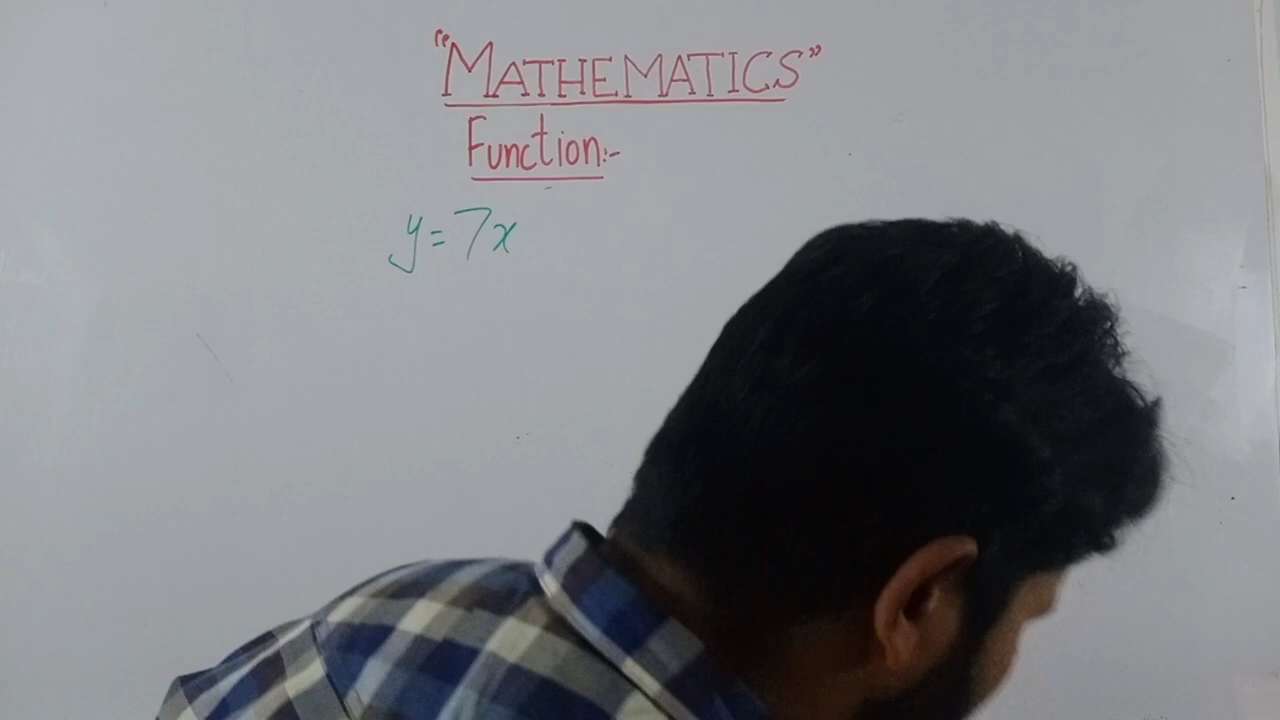 "MATHEMATICS"
Function:-
y = 7x